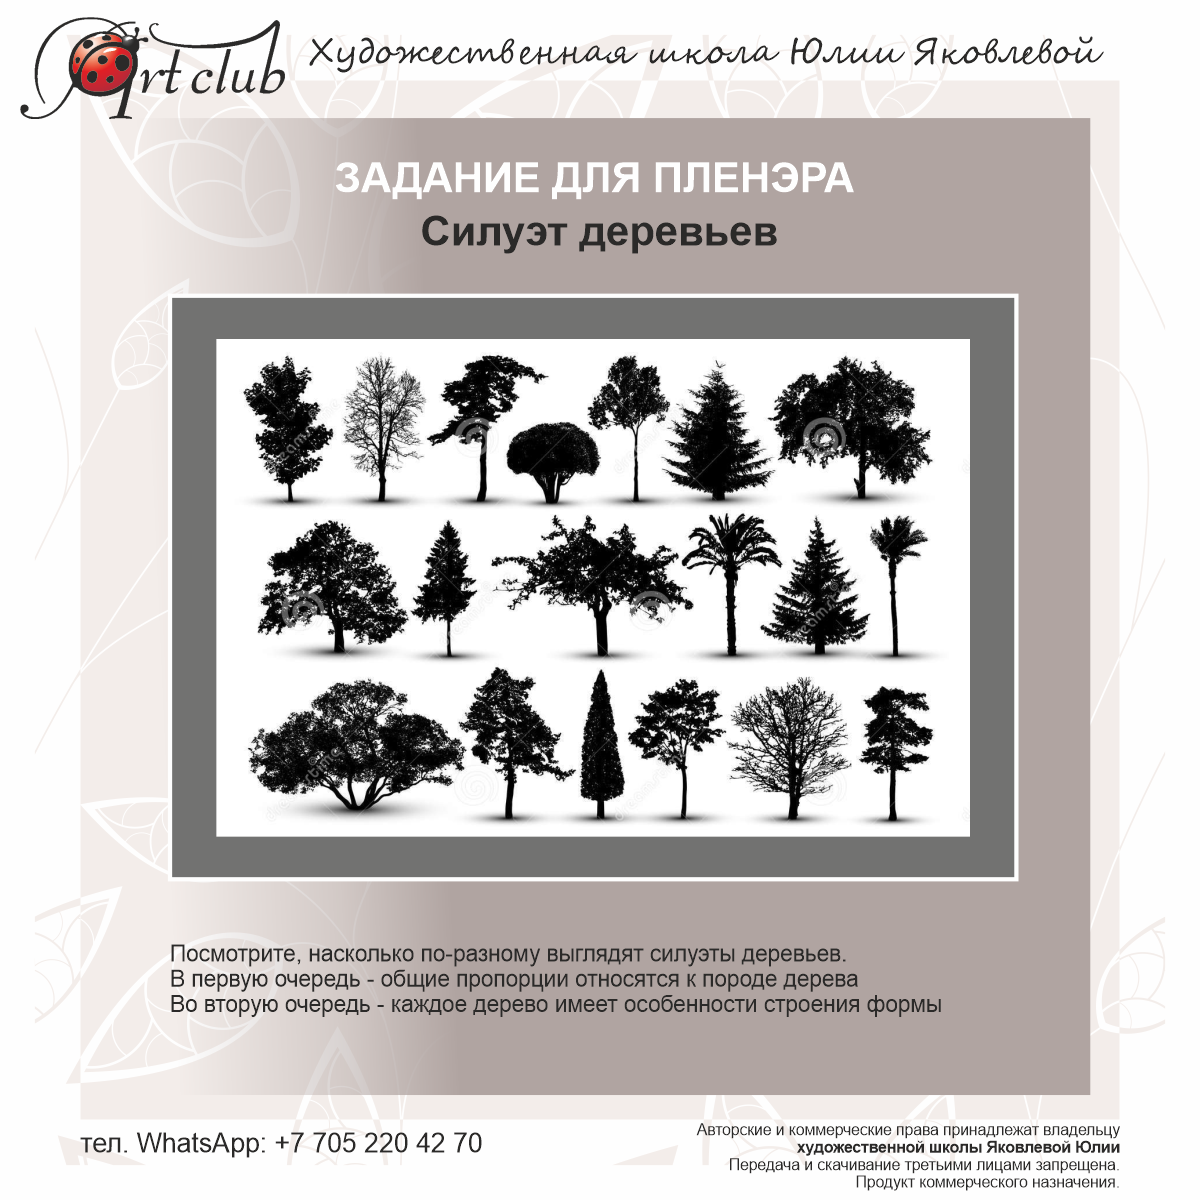 Art club
Художественная школа Юлии Яковлевой
ЗАДАНИЕ ДЛЯ ПЛЕНЭРА
Силуэт деревьев
Посмотрите, насколько по-разному выглядят силуэты деревьев.
В первую очередь - общие пропорции относятся к породе дерева
Во вторую очередь - каждое дерево имеет особенности строения формы
тел. WhatsApp: +7 705 220 42 70
Авторские и коммерческие права принадлежат владельцу
художественной школы Яковлевой Юлии
Передача и скачивание третьими лицами запрещена.
Продукт коммерческого назначения.